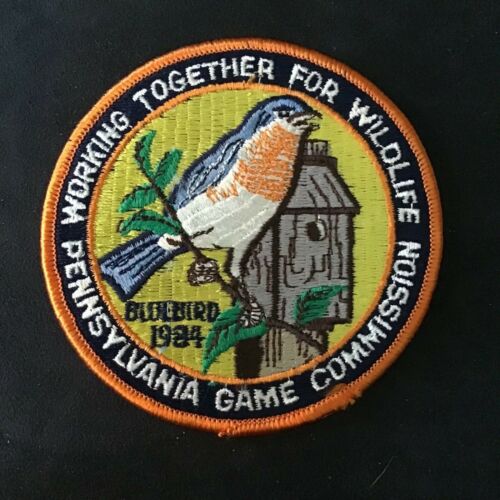 WORKING TOGETHER FOR WILDLIFE
PENNSYLVANIA GAME COMMISSION
BLUEBIRD
1984